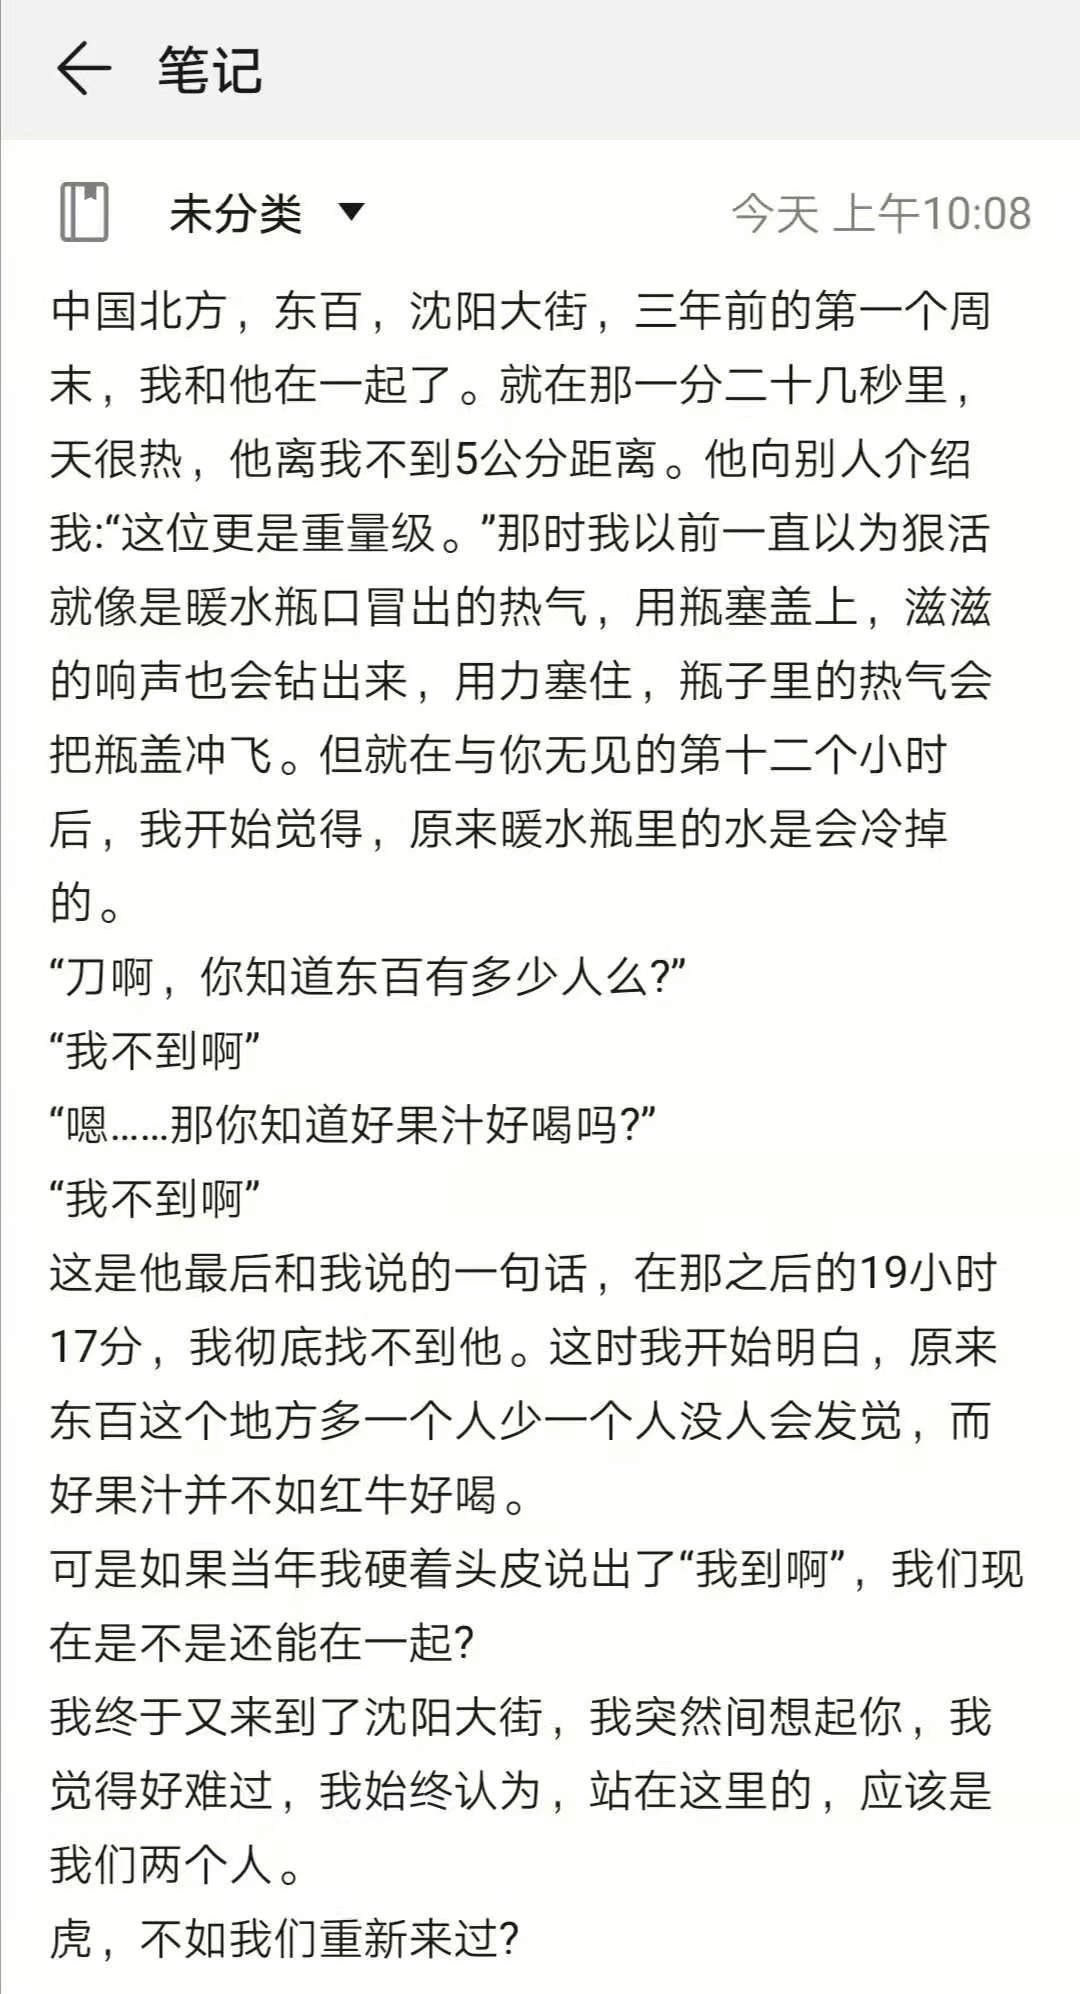 笔记
未分类
今天 上午10:08
中国北方，东百，沈阳大街，三年前的第一个周
末，我和他在一起了。就在那一分二十几秒里，
天很热，他离我不到5公分距离。他向别人介绍
我:“这位更是重量级。”那时我以前一直以为狠活
就像是暖水瓶口冒出的热气，用瓶塞盖上，滋滋
的响声也会钻出来，用力塞住，瓶子里的热气会
把瓶盖冲飞。但就在与你无见的第十二个小时
后，我开始觉得，原来暖水瓶里的水是会冷掉
的。
“刀啊，你知道东百有多少人么?”
“我不到啊”
“嗯……那你知道好果汁好喝吗?”
“我不到啊”
这是他最后和我说的一句话，在那之后的19小时
17分，我彻底找不到他。这时我开始明白，原来
东百这个地方多一个人少一个人没人会发觉，而
好果汁并不如红牛好喝。
可是如果当年我硬着头皮说出了“我到啊”，我们现
在是不是还能在一起?
我终于又来到了沈阳大街，我突然间想起你，我
觉得好难过，我始终认为，站在这里的，应该是
我们两个人。
虎，不如我们重新来过?